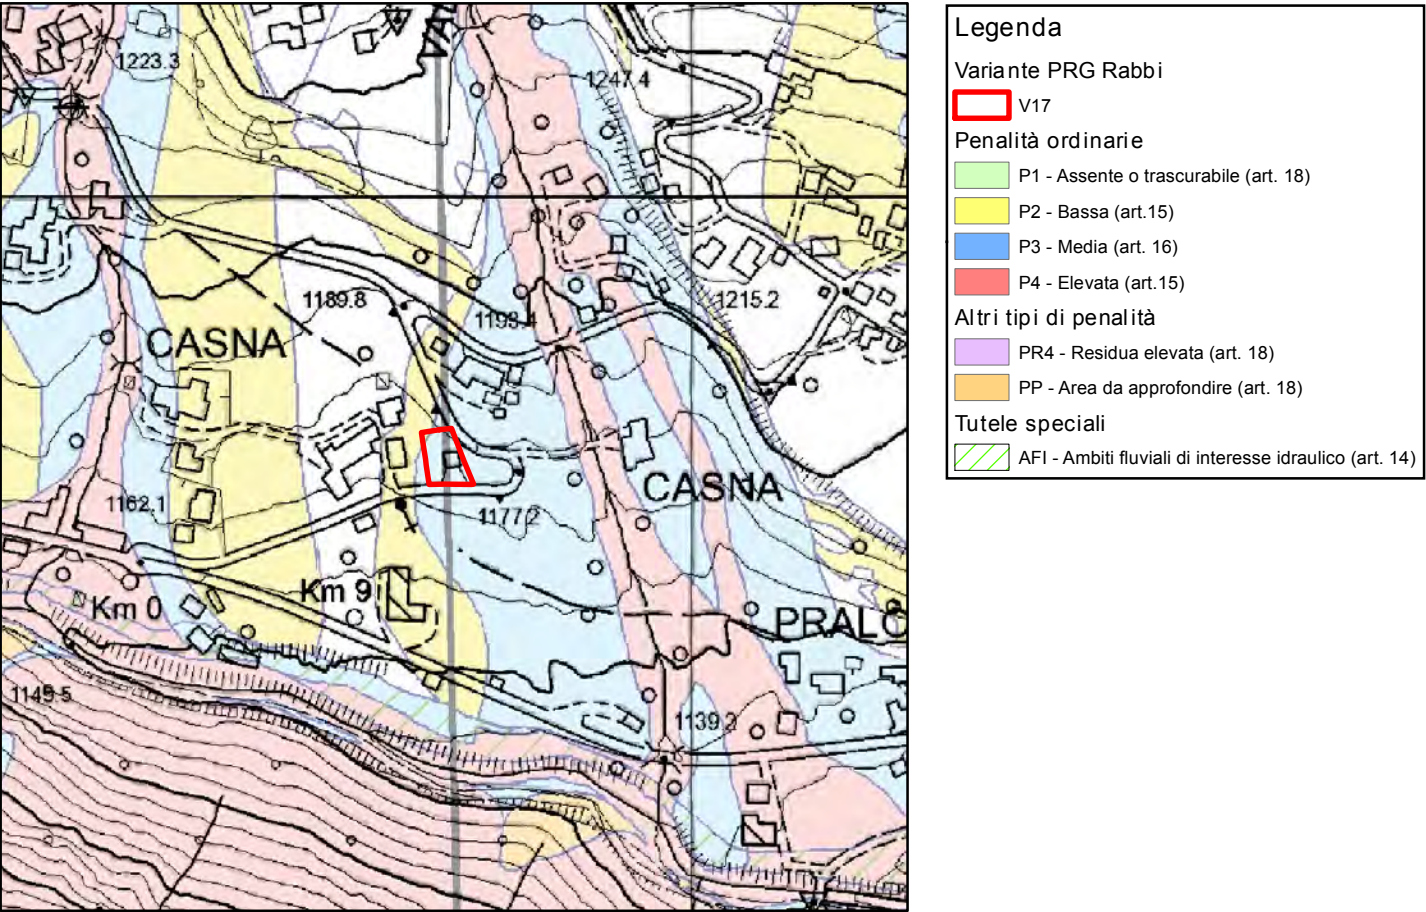 1223.3
1247.4
1189.8
1193.4
1215.2
CASNA
CASNA
1162.1
1177.2
Km 0
Km 9
PRALO
1149.5
1139.2
Legenda
Variante PRG Rabbi
V17
Penalità ordinarie
P1 - Assente o trascurabile (art. 18)
P2 - Bassa (art.15)
P3 - Media (art. 16)
P4 - Elevata (art.15)
Altri tipi di penalità
PR4 - Residua elevata (art. 18)
PP - Area da approfondire (art. 18)
Tutele speciali
AFI - Ambiti fluviali di interesse idraulico (art. 14)